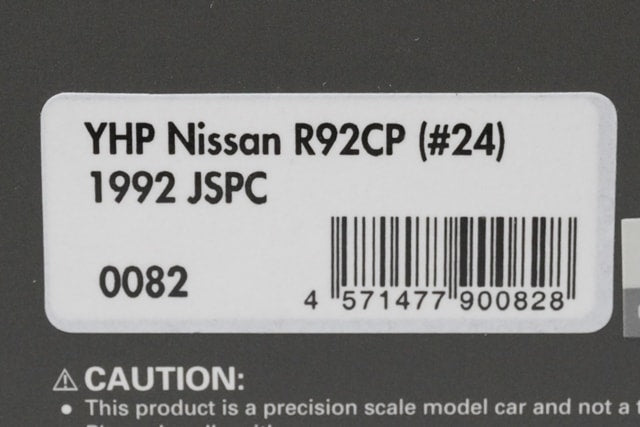 YHP Nissan R92CP (#24)
1992 JSPC
0082
4 571477 900828
⚠ CAUTION:
• This product is a precision scale model car and not a